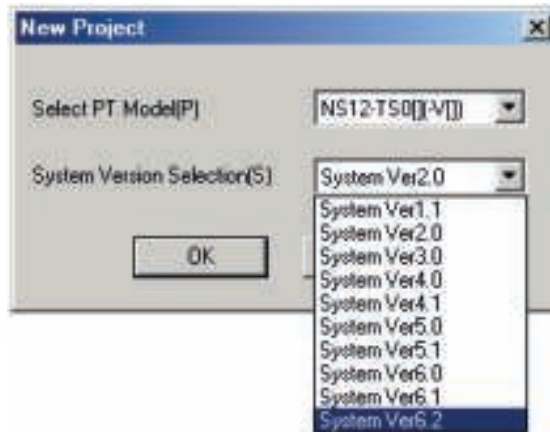 New Project
Select PT Model(P)
NS12-TS0[](-V[])
System Version Selection(S)
System Ver2.0
System Ver1.1
System Ver2.0
System Ver3.0
System Ver4.0
System Ver4.1
System Ver5.0
System Ver5.1
System Ver6.0
System Ver6.1
System Ver6.2
OK